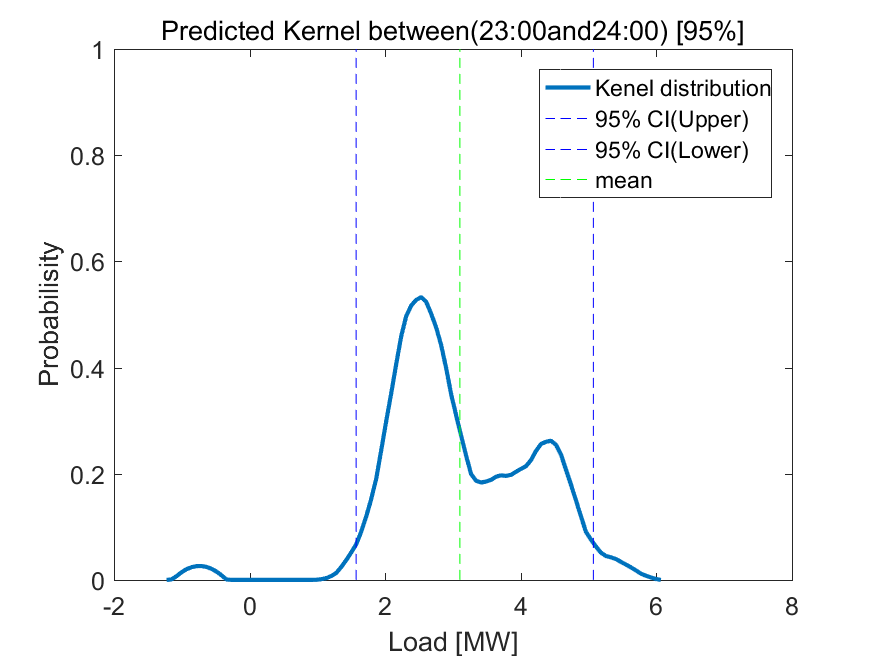 Predicted Kernel between(23:00and24:00) [95%]
1
0.8
0.6
0.4
0.2
0
Probabilisity
Kenel distribution
95% CI(Upper)
95% CI(Lower)
mean
-2 0 2 4 6 8
Load [MW]